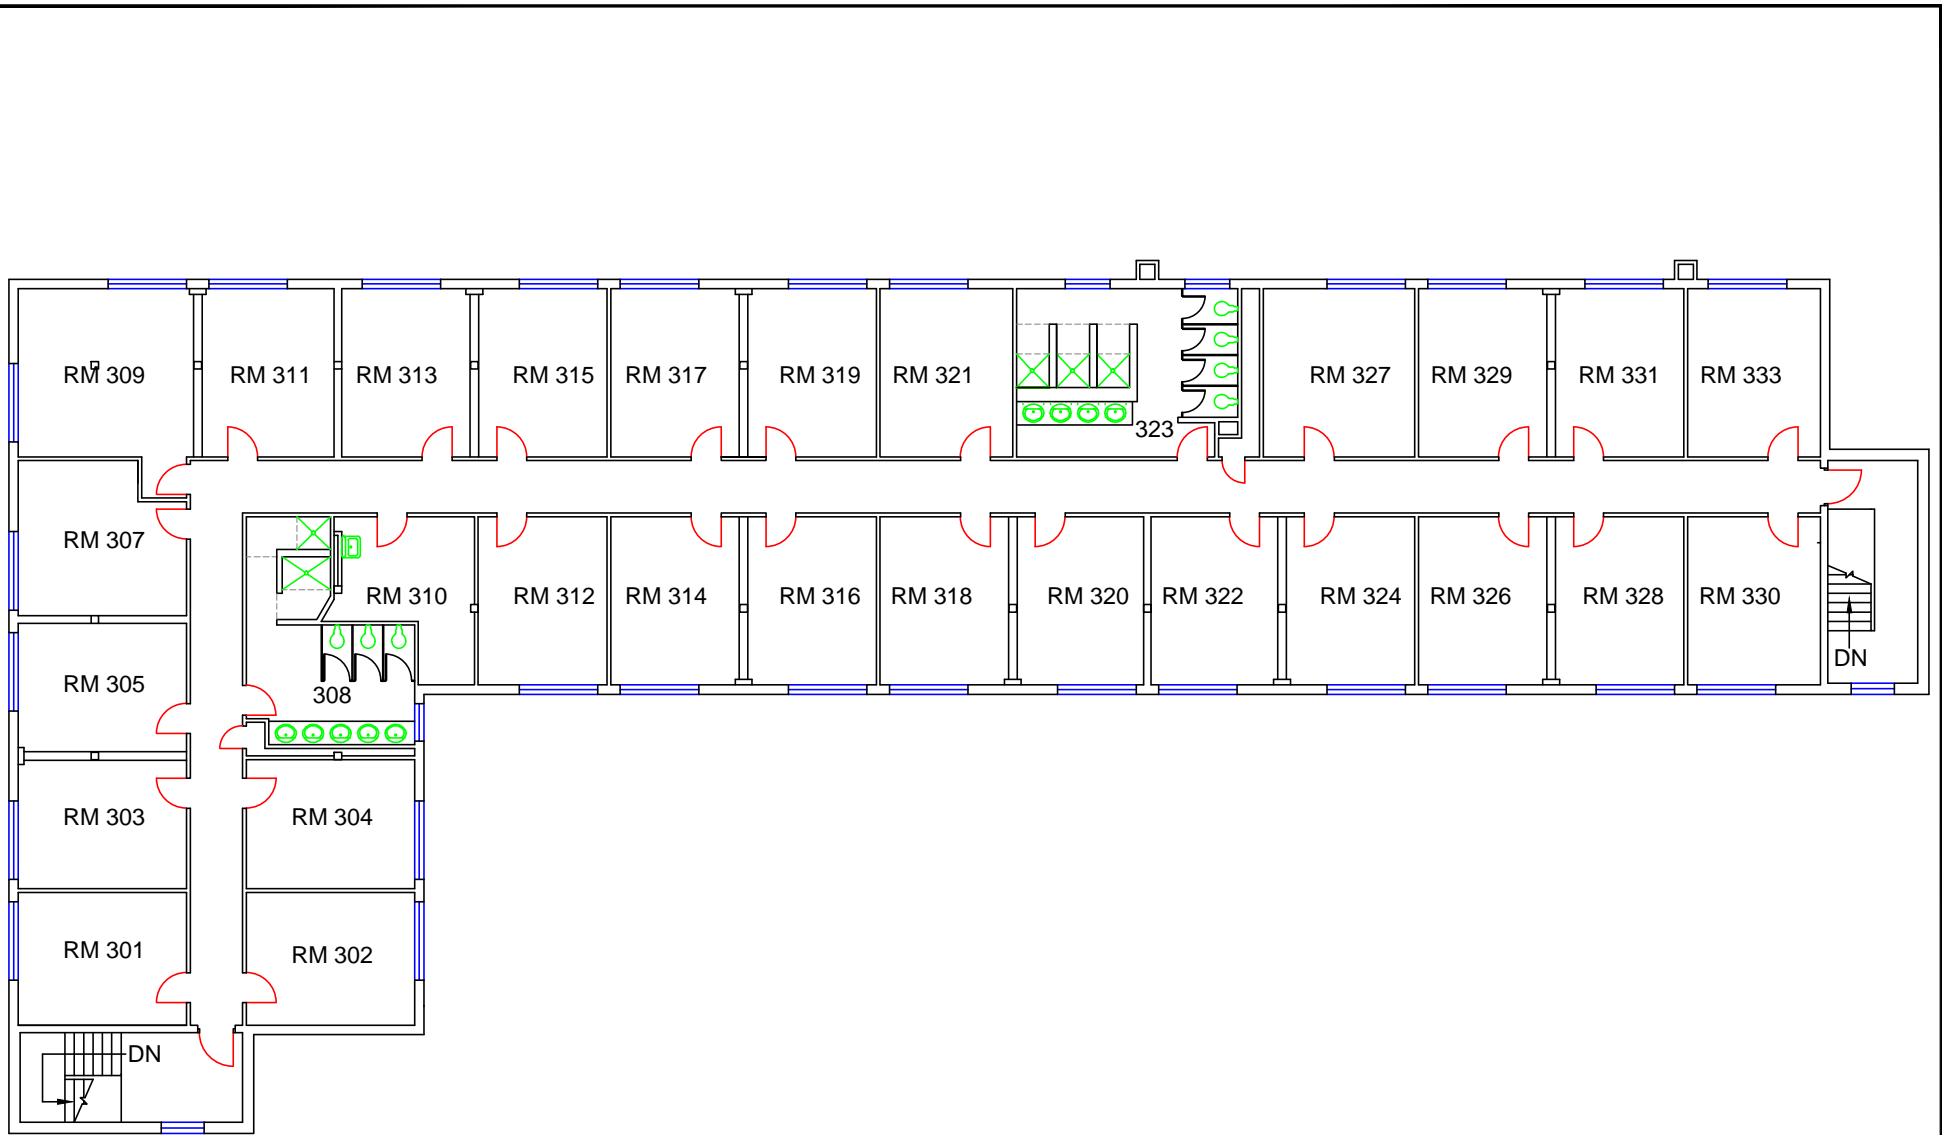 RM 309
RM 311
RM 313
RM 315
RM 317
RM 319
RM 321
323
RM 327
RM 329
RM 331
RM 333
RM 307
RM 310
RM 312
RM 314
RM 316
RM 318
RM 320
RM 322
RM 324
RM 326
RM 328
RM 330
DN
RM 305
308
RM 303
RM 304
RM 301
RM 302
DN